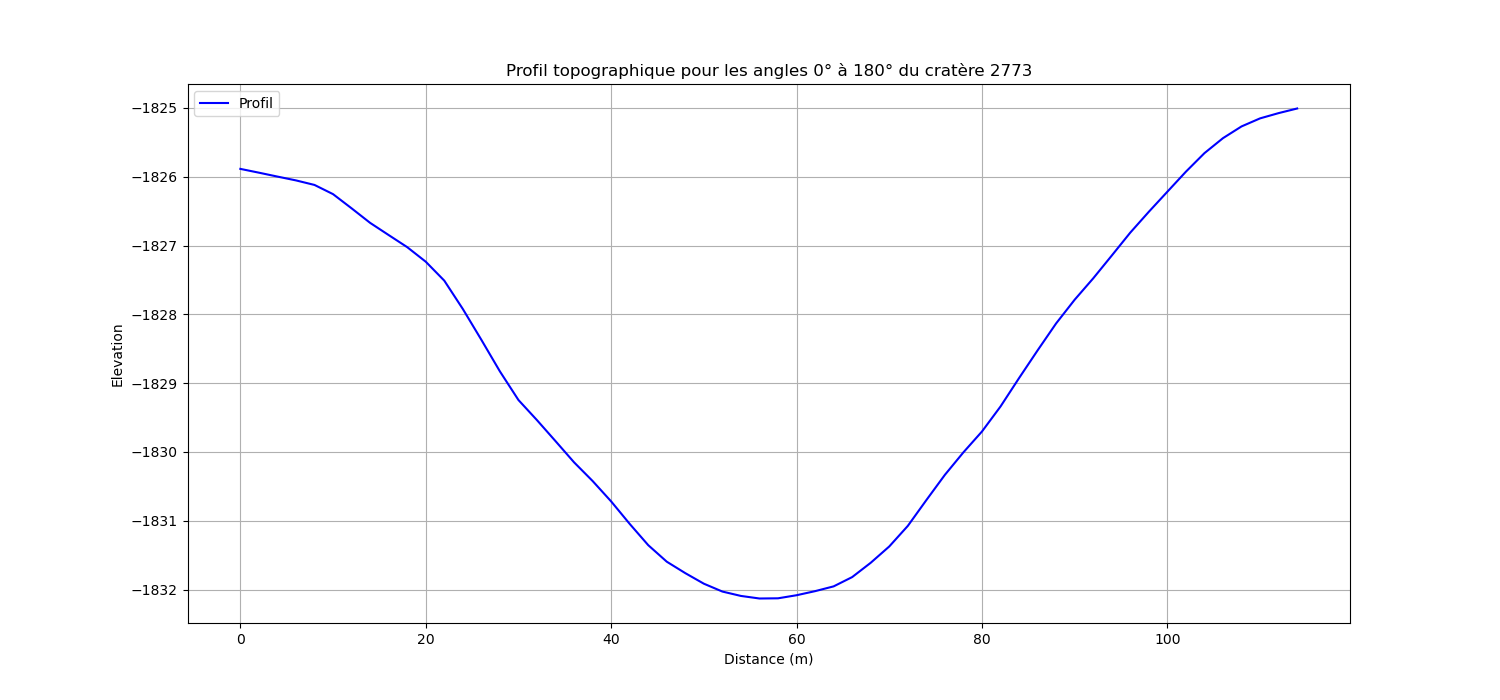 Profil topographique pour les angles 0° à 180° du cratère 2773
Profil
−1825
−1826
−1827
−1828
−1829
−1830
−1831
−1832
Elevation
0 20 40 60 80 100
Distance (m)